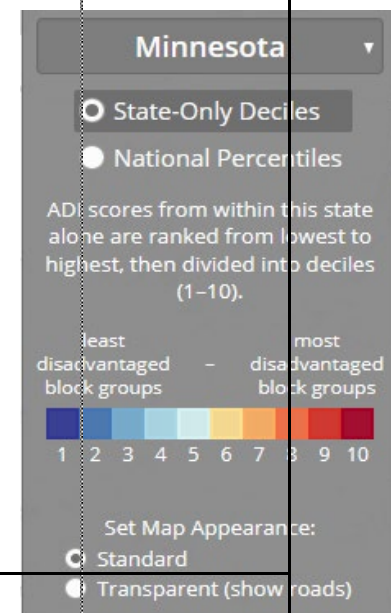 Minnesota
State-Only Deciles
National Percentiles
ADI scores from within this state
alone are ranked from lowest to
highest, then divided into deciles
(1–10).
least most
disadvantaged – disadvantaged
block groups block groups
1 2 3 4 5 6 7 8 9 10
Set Map Appearance:
Standard
Transparent (show roads)